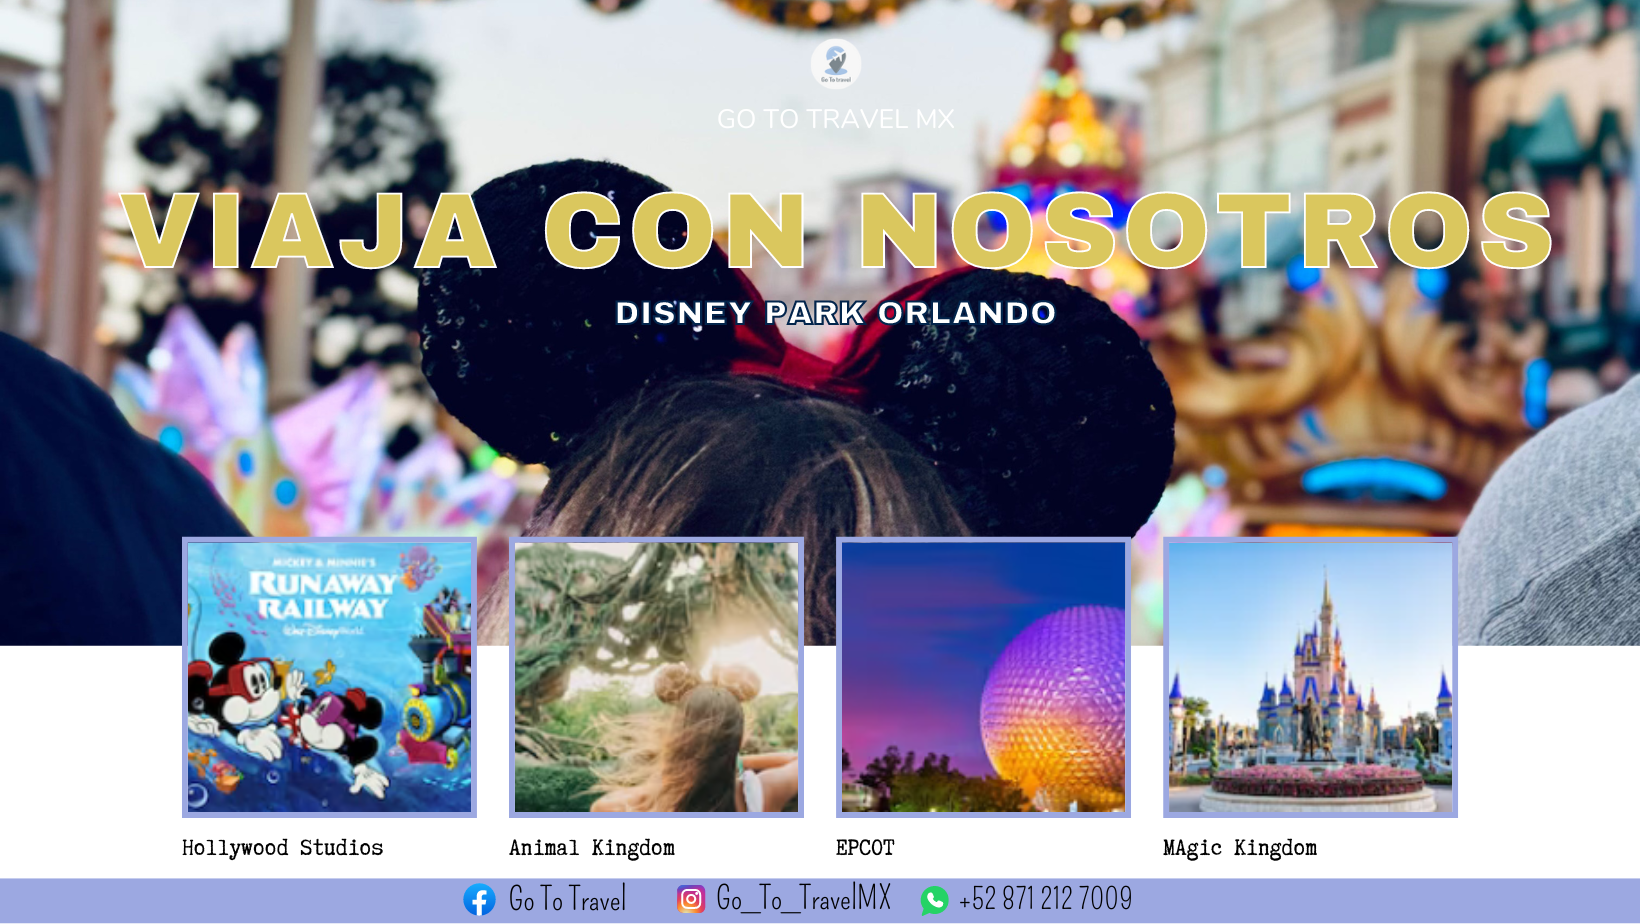 Go To travel
GO TO TRAVEL MX
VIAJA CON NOSOTROS
DISNEY PARK ORLANDO
MICKEY & MINNIE'S
RUNAWAY
RAILWAY
Walt Disney World
Hollywood Studios
Animal Kingdom
EPCOT
MAgic Kingdom
Go To Travel
Go_To_TravelMX
+52 871 212 7009